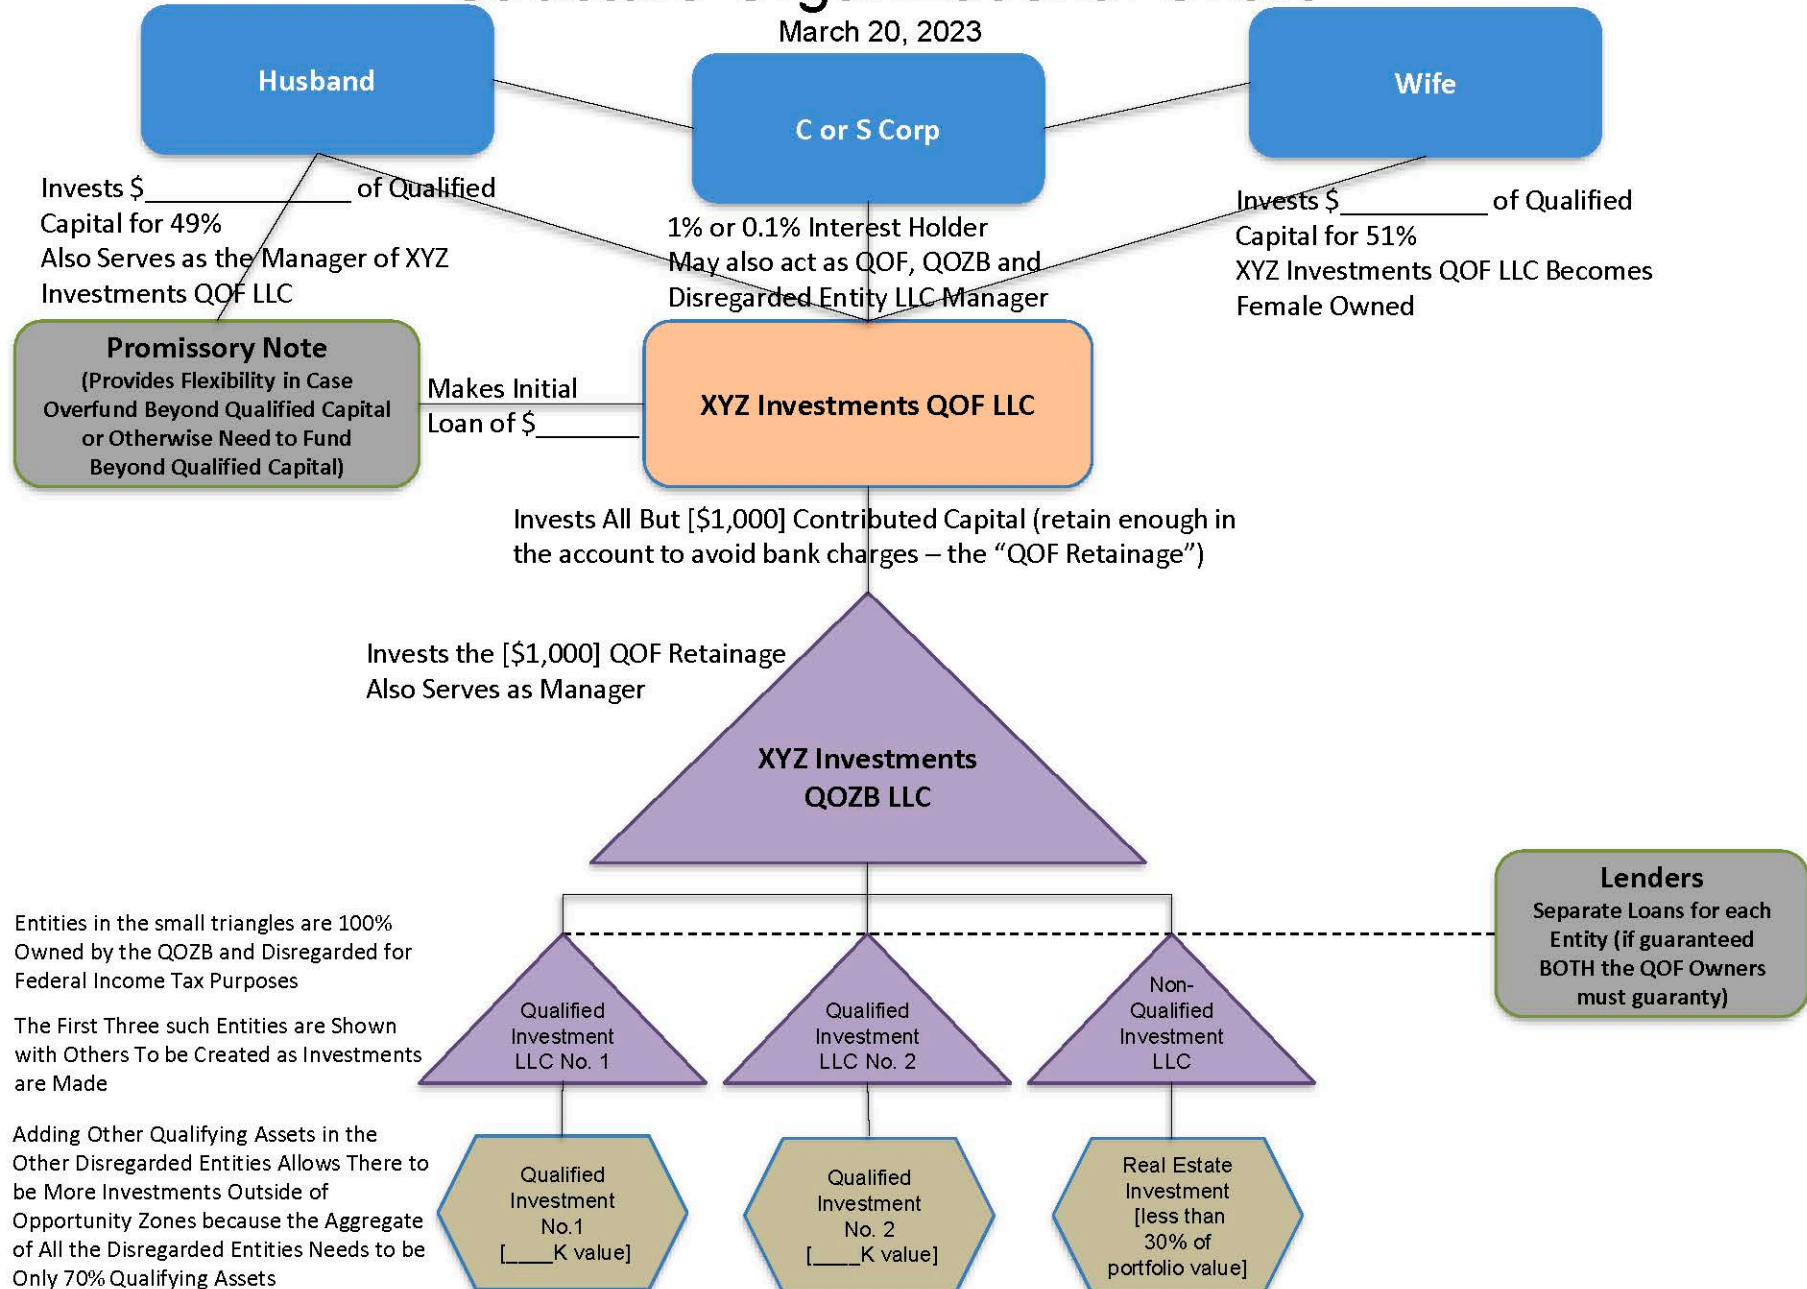 March 20, 2023
Husband
C or S Corp
Wife
Invests $______________ of Qualified
Capital for 49%
Also Serves as the Manager of XYZ
Investments QOF LLC
1% or 0.1% Interest Holder
May also act as QOF, QOZB and
Disregarded Entity LLC Manager
Invests $__________ of Qualified
Capital for 51%
XYZ Investments QOF LLC Becomes
Female Owned
Promissory Note
(Provides Flexibility in Case
Overfund Beyond Qualified Capital
or Otherwise Need to Fund
Beyond Qualified Capital)
Makes Initial
Loan of $_______
XYZ Investments QOF LLC
Invests All But [$1,000] Contributed Capital (retain enough in
the account to avoid bank charges – the “QOF Retainage”)
Invests the [$1,000] QOF Retainage
Also Serves as Manager
XYZ Investments
QOZB LLC
Lenders
Separate Loans for each
Entity (if guaranteed
BOTH the QOF Owners
must guaranty)
Entities in the small triangles are 100%
Owned by the QOZB and Disregarded for
Federal Income Tax Purposes
The First Three such Entities are Shown
with Others To be Created as Investments
are Made
Adding Other Qualifying Assets in the
Other Disregarded Entities Allows There to
be More Investments Outside of
Opportunity Zones because the Aggregate
of All the Disregarded Entities Needs to be
Only 70% Qualifying Assets
Qualified
Investment
LLC No. 1
Qualified
Investment
LLC No. 2
Non-
Qualified
Investment
LLC
Qualified
Investment
No.1
[____K value]
Qualified
Investment
No. 2
[____K value]
Real Estate
Investment
[less than
30% of
portfolio value]